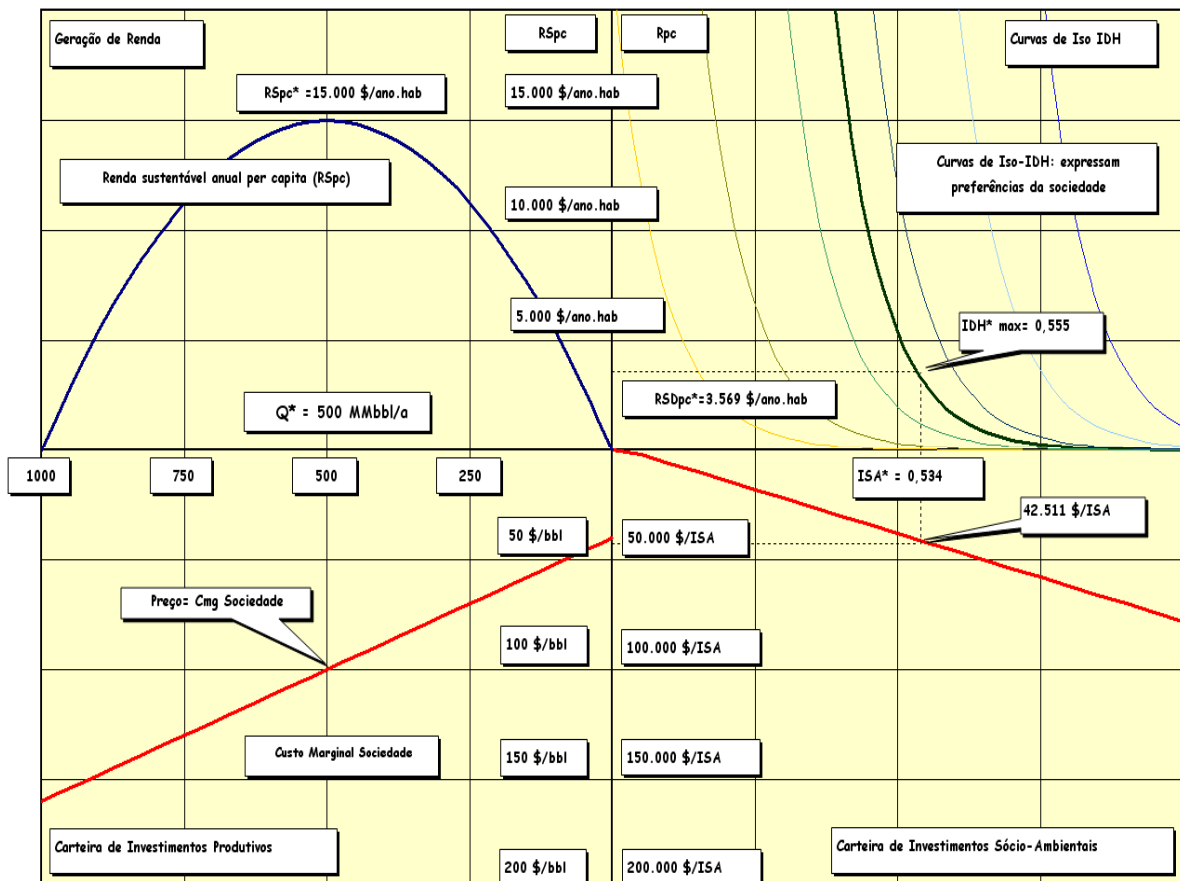 Geração de Renda
RSpc
Rpc
Curvas de Iso IDH
RSpc* =15.000 $/ano.hab
15.000 $/ano.hab
Renda sustentável anual per capita (RSpc)
Curvas de Iso-IDH: expressam
preferências da sociedade
10.000 $/ano.hab
5.000 $/ano.hab
IDH* max= 0,555
Q* = 500 MMbbl/a
RSDpc*=3.569 $/ano.hab
1000
750
500
250
ISA* = 0,534
50 $/bbl
50.000 $/ISA
42.511 $/ISA
Preço= Cmg Sociedade
100 $/bbl
100.000 $/ISA
Custo Marginal Sociedade
150 $/bbl
150.000 $/ISA
Carteira de Investimentos Produtivos
Carteira de Investimentos Sócio-Ambientais
200 $/bbl
200.000 $/ISA